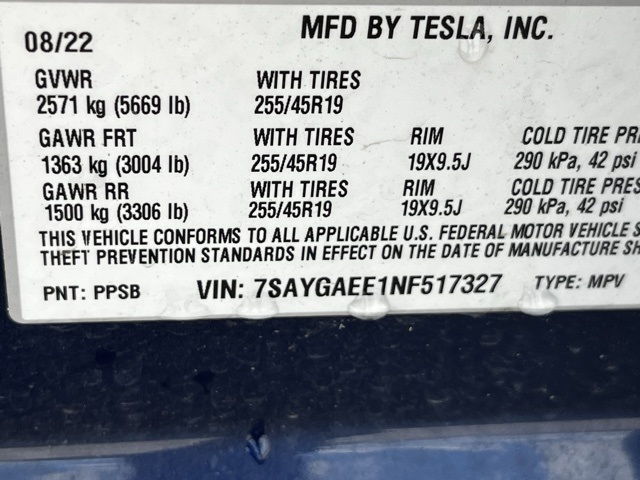 MFD BY TESLA, INC.
08/22
GVWR WITH TIRES
2571 kg (5669 lb) 255/45R19
GAWR FRT WITH TIRES RIM COLD TIRE PRE
1363 kg (3004 lb) 255/45R19 19X9.5J 290 kPa, 42 psi
GAWR RR WITH TIRES RIM COLD TIRE PRES
1500 kg (3306 lb) 255/45R19 19X9.5J 290 kPa, 42 psi
THIS VEHICLE CONFORMS TO ALL APPLICABLE U.S. FEDERAL MOTOR VEHICLE S
THEFT PREVENTION STANDARDS IN EFFECT ON THE DATE OF MANUFACTURE SH
PNT: PPSB VIN: 7SAYGAEE1NF517327 TYPE: MPV